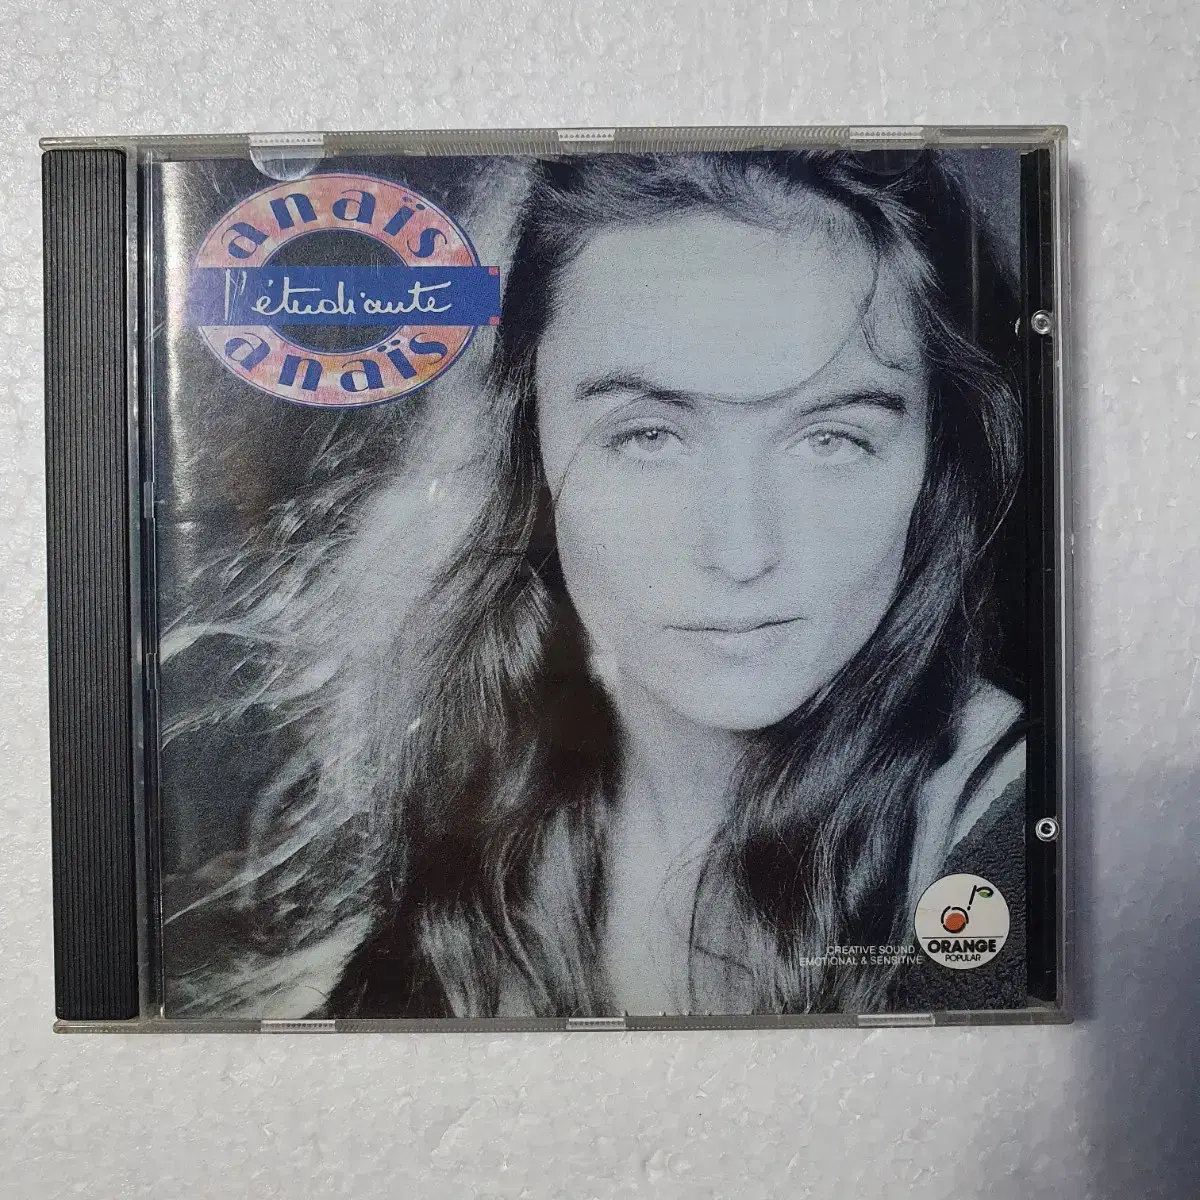 anaïs
l'étudiante
anaïs
CREATIVE SOUND
EMOTIONAL & SENSITIVE
ORANGE
POPULAR